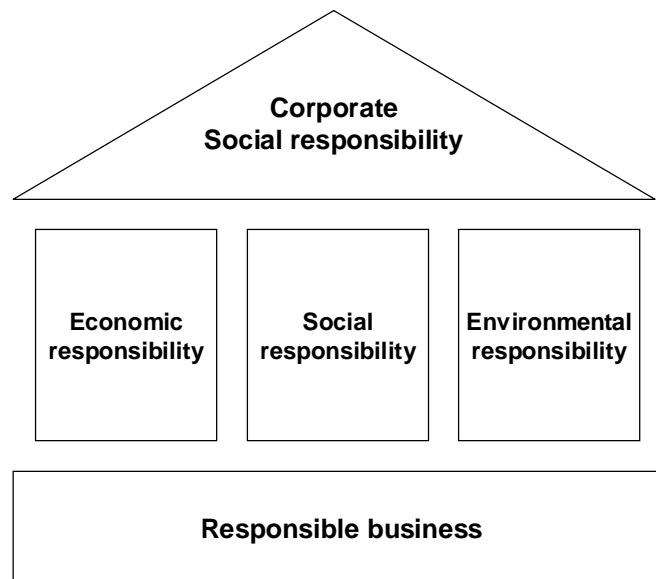 Corporate
Social responsibility
Economic
responsibility
Social
responsibility
Environmental
responsibility
Responsible business